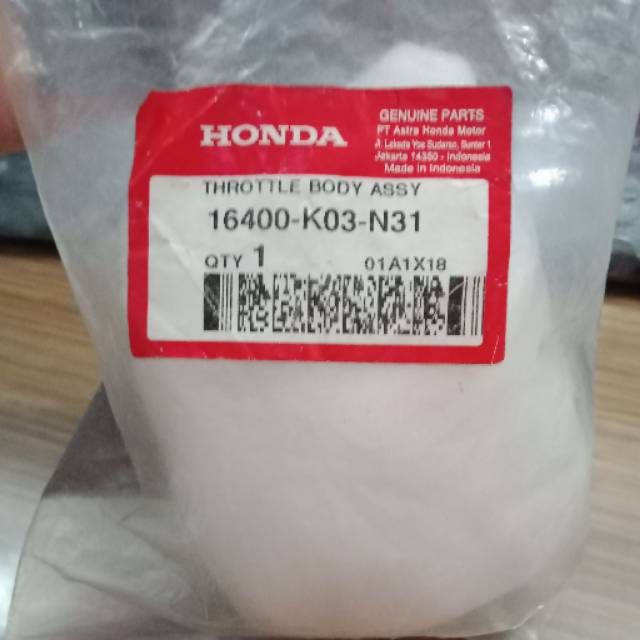 HONDA
GENUINE PARTS
PT Astra Honda Motor
Jl. Laksda Yos Sudarso, Sunter 1
Jakarta 14350 - Indonesia
Made in Indonesia
THROTTLE BODY ASSY
16400-K03-N31
QTY 1 01A1X18